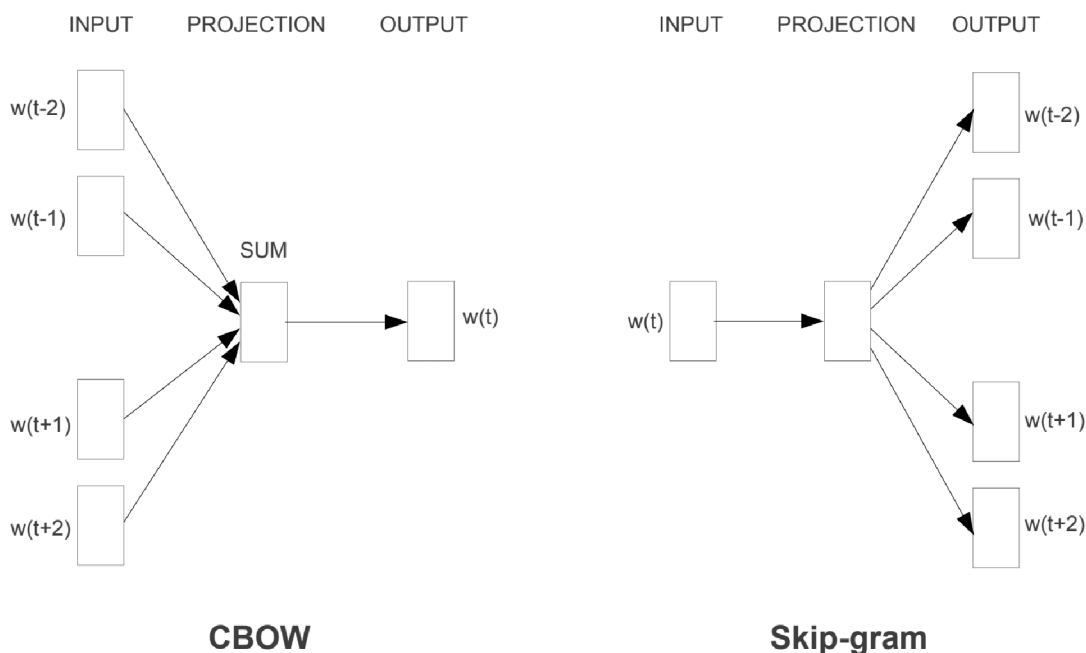 INPUT PROJECTION OUTPUT
w(t-2)
w(t-1)
SUM
w(t)
w(t+1)
w(t+2)
CBOW
INPUT PROJECTION OUTPUT
w(t-2)
w(t-1)
w(t)
w(t+1)
w(t+2)
Skip-gram